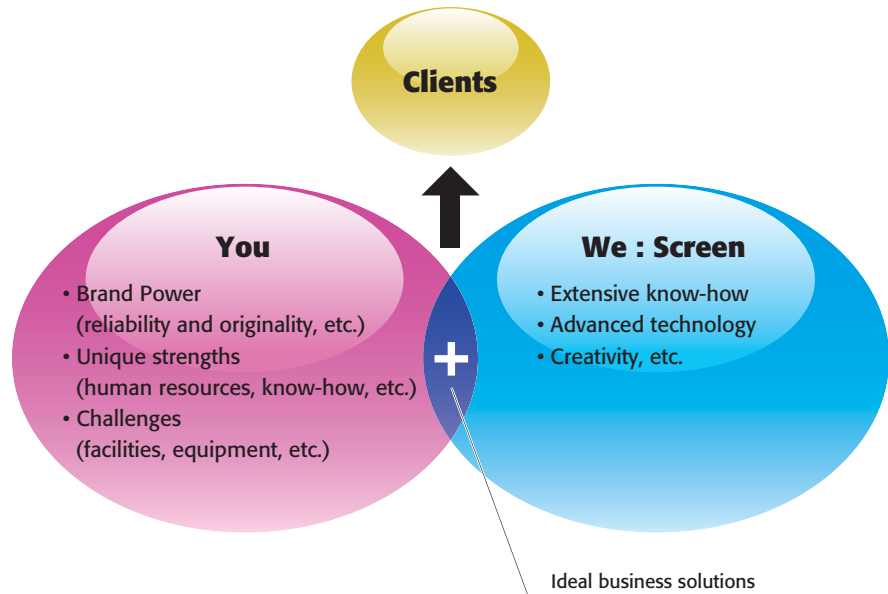 Clients
You
• Brand Power
(reliability and originality, etc.)
• Unique strengths
(human resources, know-how, etc.)
• Challenges
(facilities, equipment, etc.)
+
We : Screen
• Extensive know-how
• Advanced technology
• Creativity, etc.
Ideal business solutions